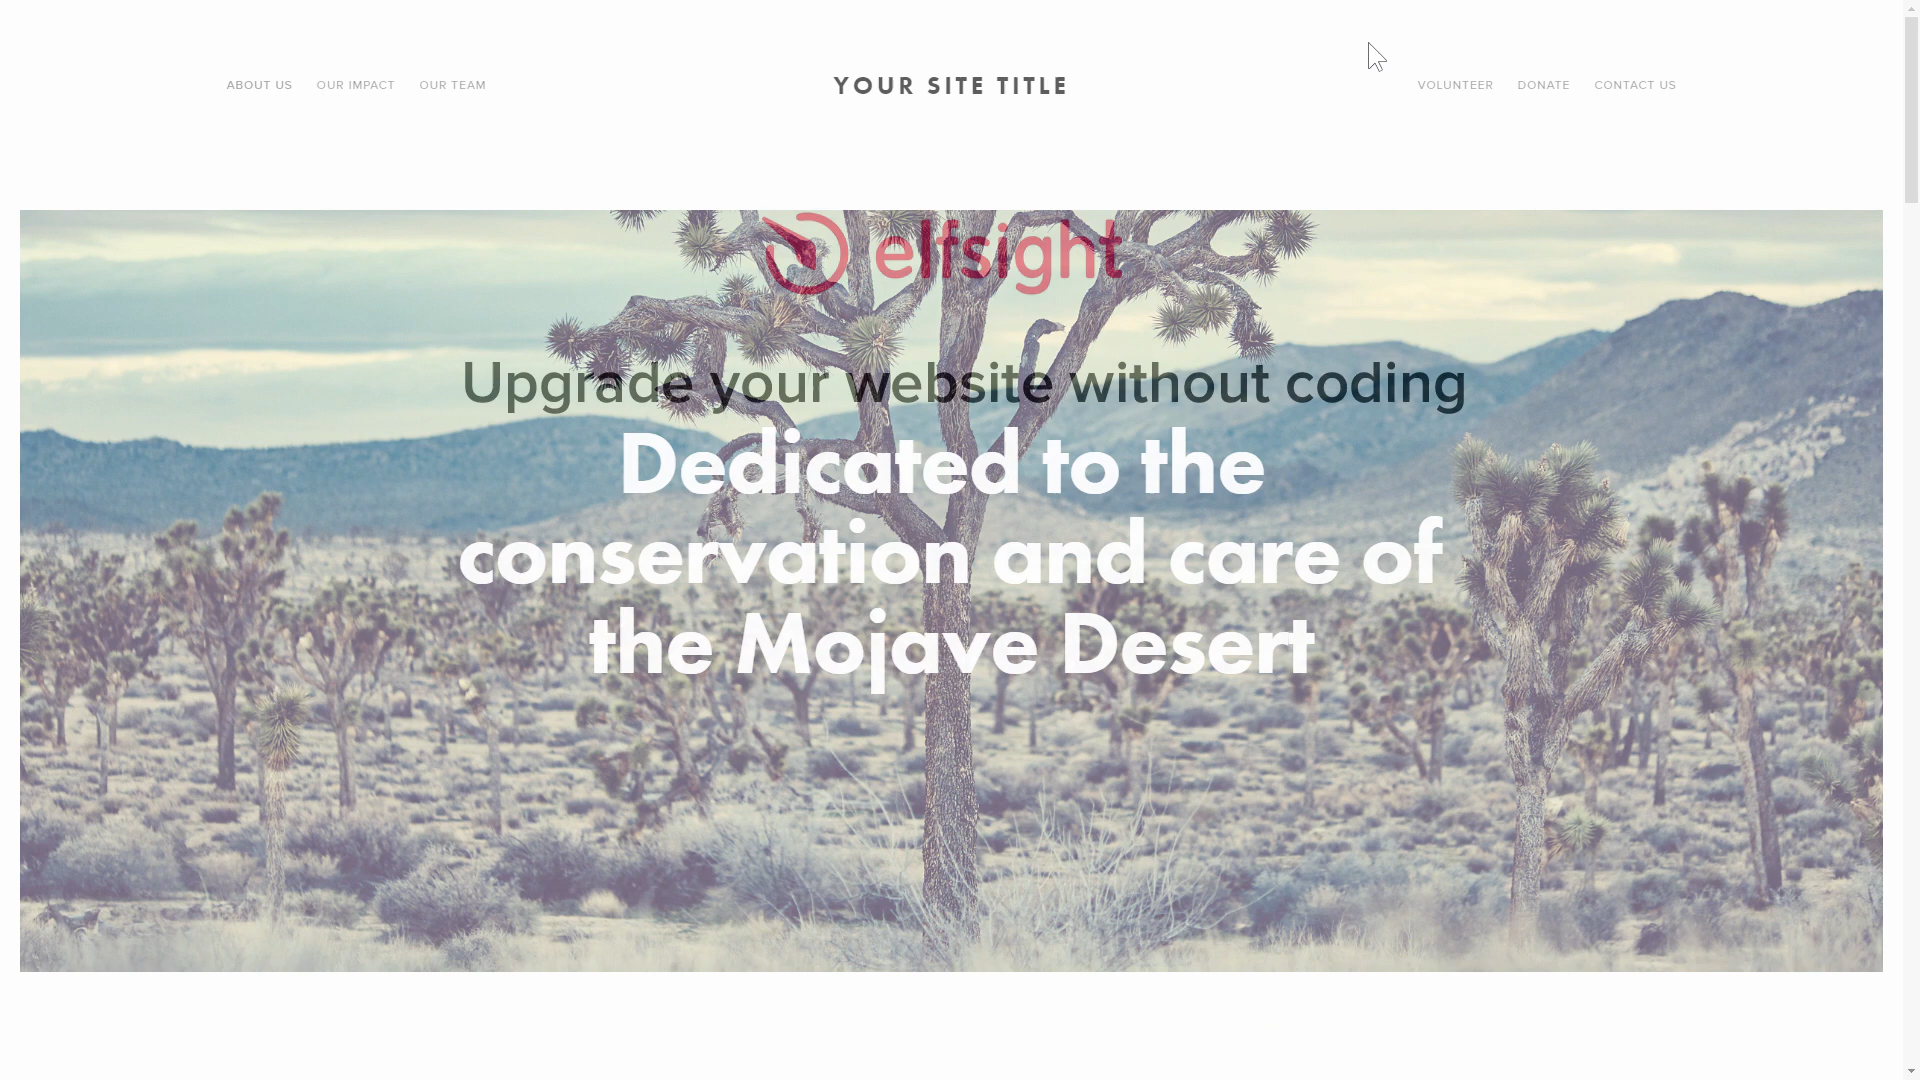 ABOUT US OUR IMPACT OUR TEAM YOUR SITE TITLE VOLUNTEER DONATE CONTACT US
elfsight
Upgrade your website without coding
Dedicated to the
conservation and care of
the Mojave Desert